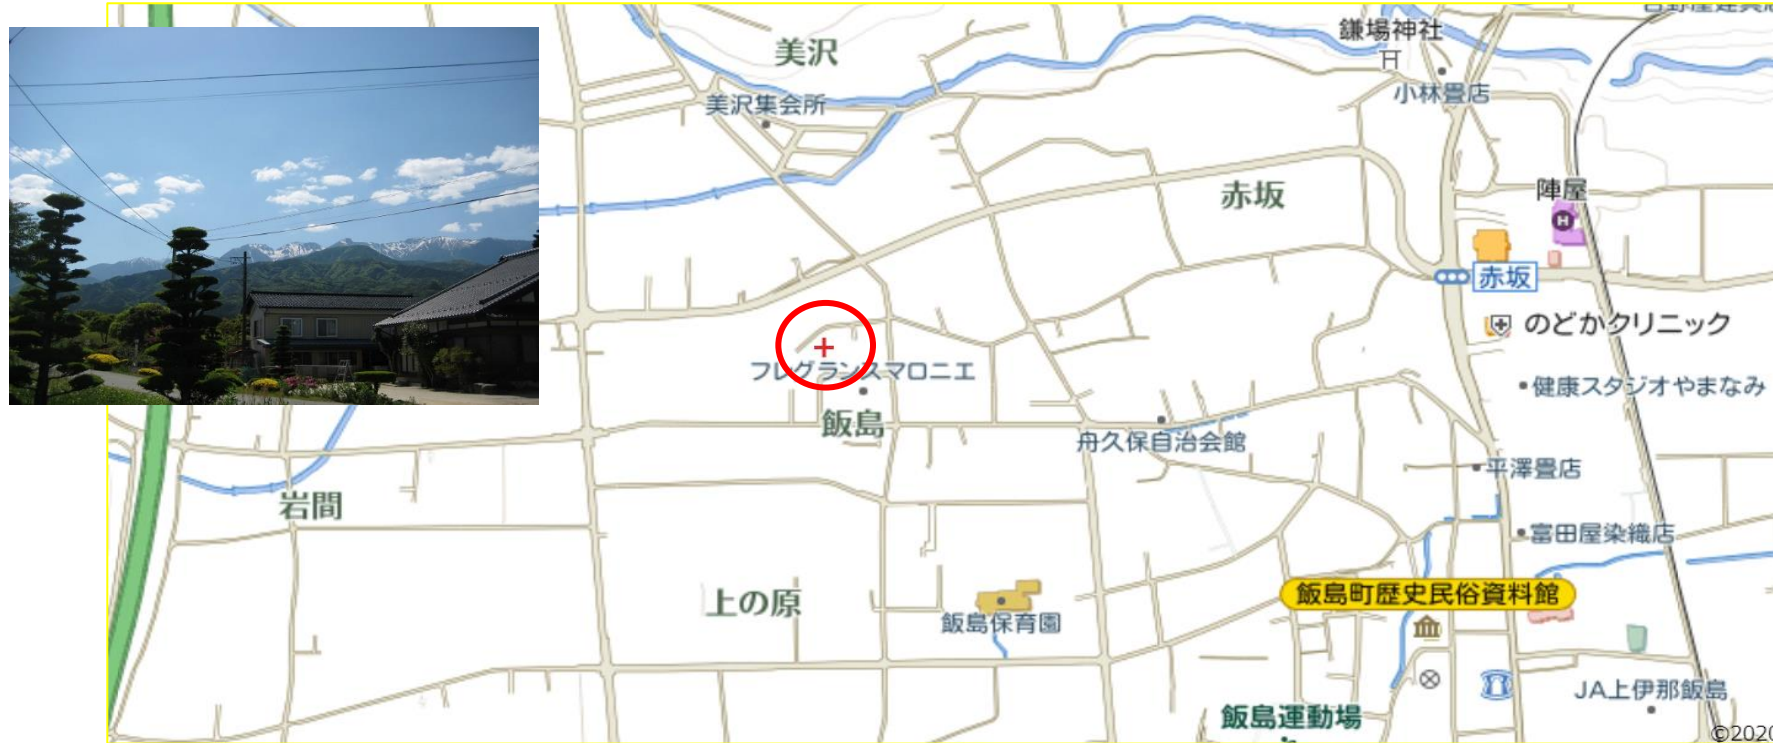 鎌場神社
美沢
小林畳店
美沢集会所
赤坂
陣屋
赤坂
のどかクリニック
フレグランスマロニエ
健康スタジオやまなみ
飯島
舟久保自治会館
平澤畳店
岩間
富田屋染織店
飯島町歴史民俗資料館
上の原
飯島保育園
JA上伊那飯島
飯島運動場
©2020